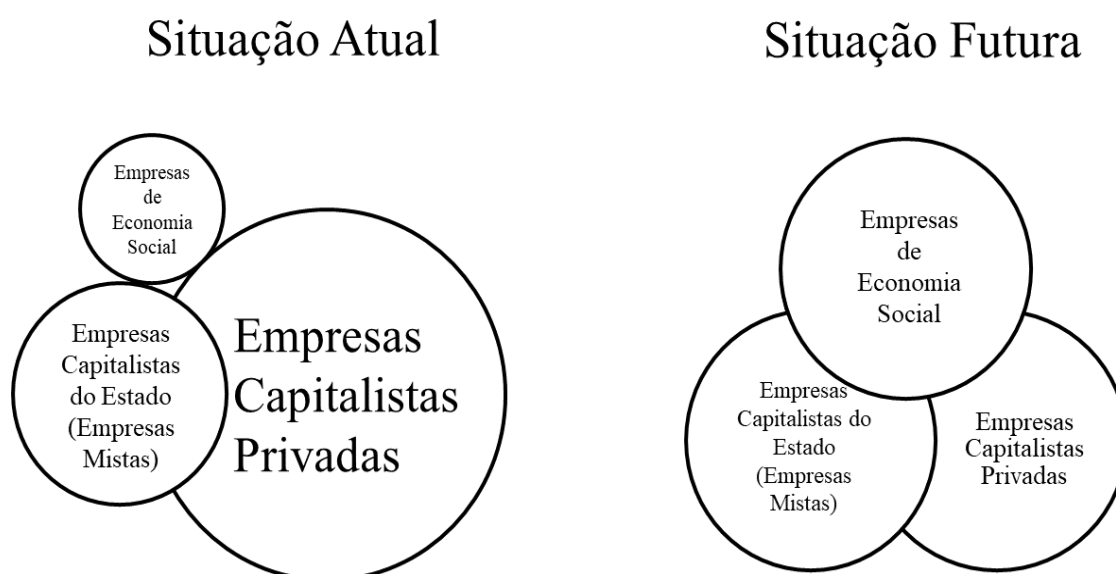 Situação Atual
Empresas
de
Economia
Social
Empresas
Capitalistas
do Estado
(Empresas
Mistas)
Empresas
Capitalistas
Privadas
Situação Futura
Empresas
de
Economia
Social
Empresas
Capitalistas do
Estado
(Empresas
Mistas)
Empresas
Capitalistas
Privadas